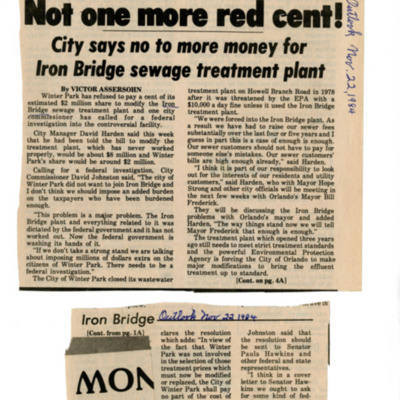 Not one more red cent!
City says no to more money for
Iron Bridge sewage treatment plant
Outlook Nov. 22, 1984
By VICTOR ASSERSOHN
Winter Park has refused to pay a cent of its
estimated $2 million share to modify the Iron
Bridge sewage treatment plant and one city
commissioner has called for a federal
investigation into the controversial facility.
City Manager David Harden said this week
that he had been told the bill to modify the
treatment plant, which has never worked
properly, would be about $8 million and Winter
Park's share would be around $2 million.
Calling for a federal investigation, City
Commissioner David Johnston said, "The city of
Winter Park did not want to join Iron Bridge and
I don't think we should impose an added burden
on the taxpayers who have been burdened
enough.
"This problem is a major problem. The Iron
Bridge plant and everything related to it was
dictated by the federal government and it has not
worked out. Now the federal government is
washing its hands of it.
"If we don't take a strong stand we are talking
about imposing millions of dollars extra on the
citizens of Winter Park. There needs to be a
federal investigation."
The City of Winter Park closed its wastewater
treatment plant on Howell Branch Road in 1978
after it was threatened by the EPA with a
$10,000 a day fine unless it used the Iron Bridge
complex.
"We were forced into the Iron Bridge plant. As
a result we have had to raise our sewer fees
substantially over the last four or five years and I
guess in part this is a case of enough is enough.
Our sewer customers should not have to pay for
someone else's mistakes. Our sewer customers'
bills are high enough already," said Harden.
"I think it is part of our responsibility to look
out for the interests of our residents and utility
customers," said Harden, who with Mayor Hope
Strong and other city officials will be meeting in
the next few weeks with Orlando's Mayor Bill
Frederick.
They will be discussing the Iron Bridge
problems with Orlando's mayor and added
Harden, "The way things stand now we will tell
Mayor Frederick that enough is enough."
The treatment plant which opened three years
ago still needs to meet strict treatment standards
and the powerful Environmental Protection
Agency is forcing the City of Orlando to make
major modifications to bring the effluent
treatment up to standard.
(Cont. on pg. 4A)
Iron Bridge Outlook Nov 22 1984
(Cont. from pg. 1A)
MON
clares the resolution
which adds: "In view of
the fact that Winter
Park was not involved
in the selection of those
treatment prices which
must now be modified
or replaced, the City of
Winter Park shall pay
no part of the cost of
Johnston said that
the resolution should
be sent to Senator
Paula Hawkins and
other federal and state
representatives.
"I think in a cover
letter to Senator Haw-
kins we ought to ask
for some kind of fed-